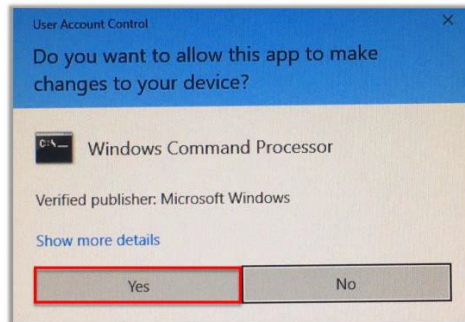 User Account Control
Do you want to allow this app to make
changes to your device?
C:\_
Windows Command Processor
Verified publisher: Microsoft Windows
Show more details
Yes
No